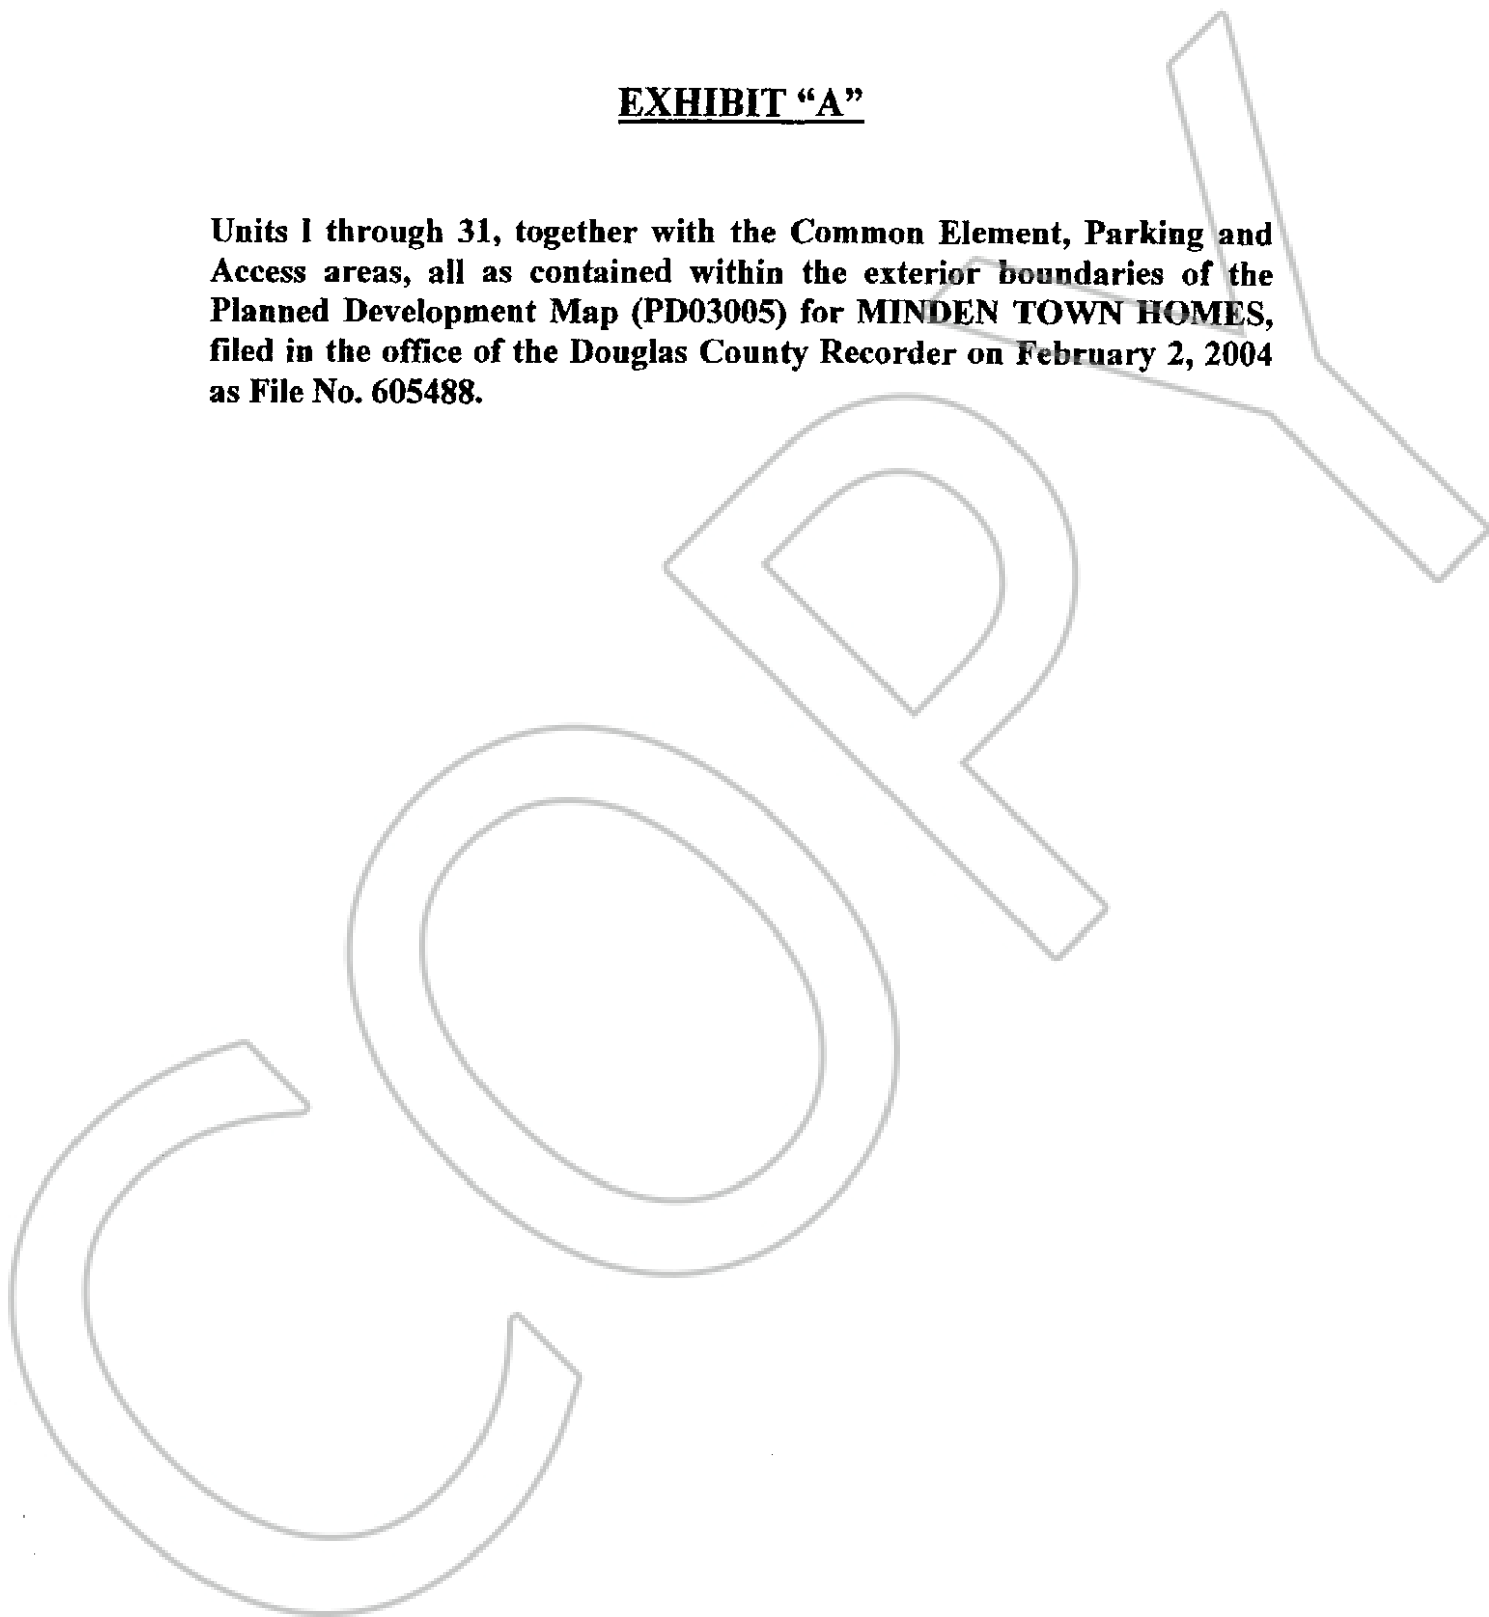 EXHIBIT “A”
Units 1 through 31, together with the Common Element, Parking and
Access areas, all as contained within the exterior boundaries of the
Planned Development Map (PD03005) for MINDEN TOWN HOMES,
filed in the office of the Douglas County Recorder on February 2, 2004
as File No. 605488.
COPY